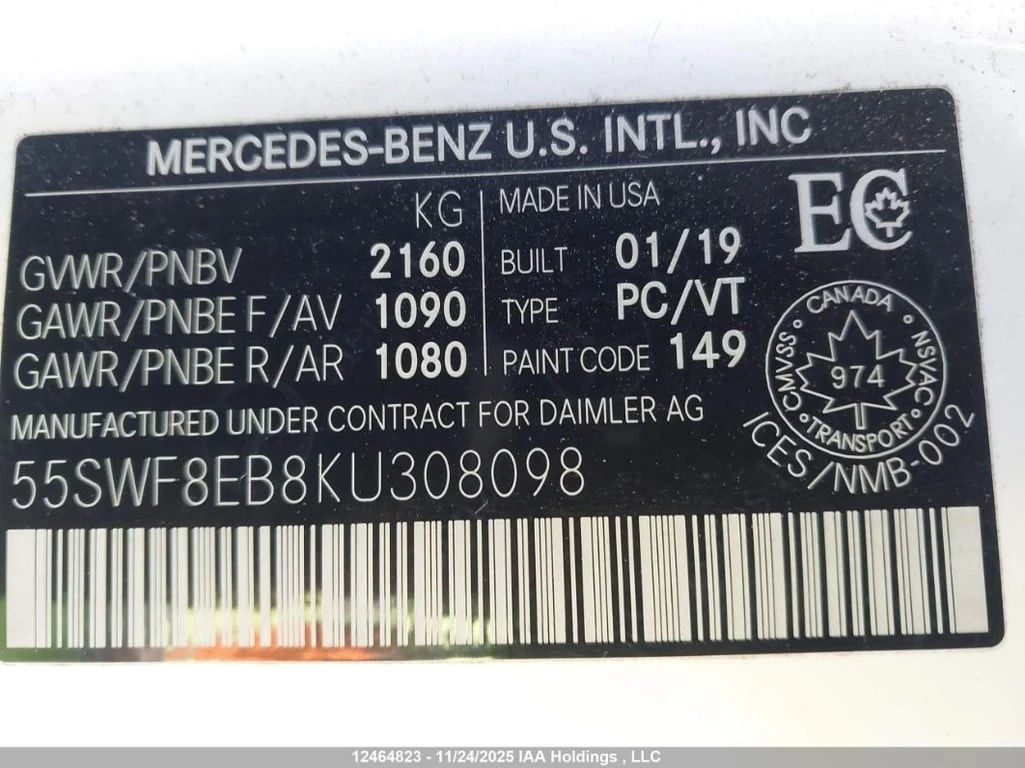 MERCEDES-BENZ U.S. INTL., INC
KG
GVWR/PNBV 2160
GAWR/PNBE F/AV 1090
GAWR/PNBE R/AR 1080
MADE IN USA
BUILT 01/19
TYPE PC/VT
PAINT CODE 149
EC
CANADA
CMVSS NSVAC
974
TRANSPORT
ICES/NMB-002
MANUFACTURED UNDER CONTRACT FOR DAIMLER AG
55SWF8EB8KU308098
12464823 - 11/24/2025 IAA Holdings , LLC